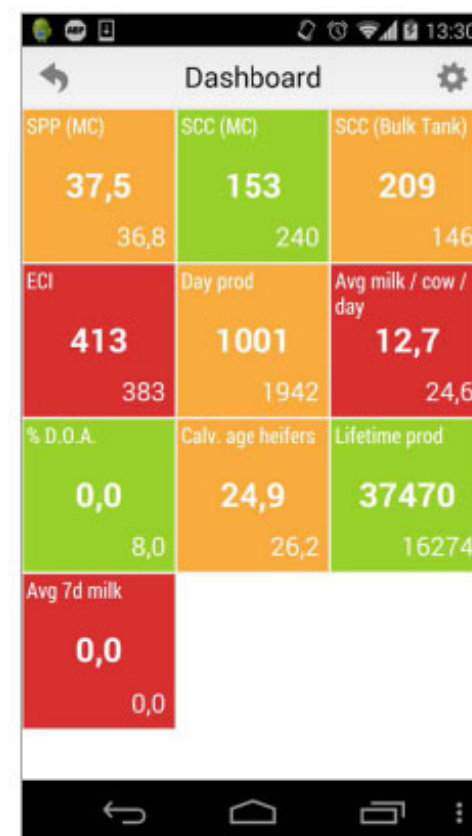 ABP
13:30
Dashboard
SPP (MC)
37,5
36,8
SCC (MC)
153
240
SCC (Bulk Tank)
209
146
ECI
413
383
Day prod
1001
1942
Avg milk / cow /
day
12,7
24,6
% D.O.A.
0,0
8,0
Calv. age heifers
24,9
26,2
Lifetime prod
37470
16274
Avg 7d milk
0,0
0,0